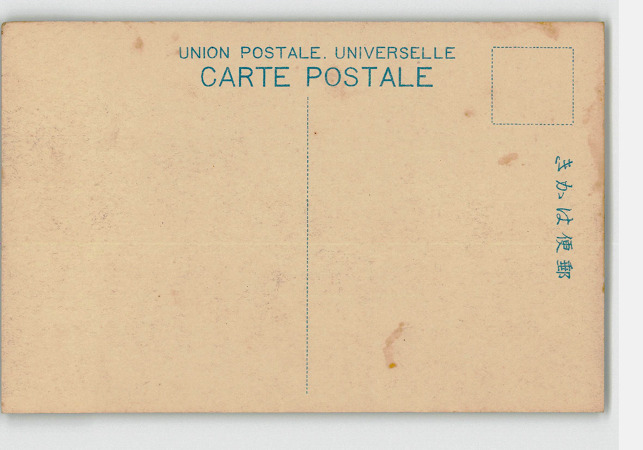 UNION POSTALE. UNIVERSELLE
CARTE POSTALE
きかは便郵